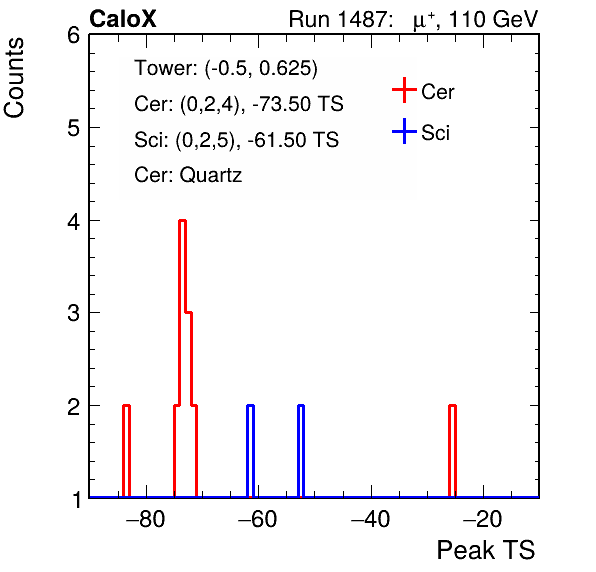 CaloX Run 1487: μ⁺, 110 GeV
Counts
6
Tower: (-0.5, 0.625)
Cer: (0,2,4), -73.50 TS
Sci: (0,2,5), -61.50 TS
Cer: Quartz
Cer
Sci
5
4
3
2
1
−80 −60 −40 −20
Peak TS